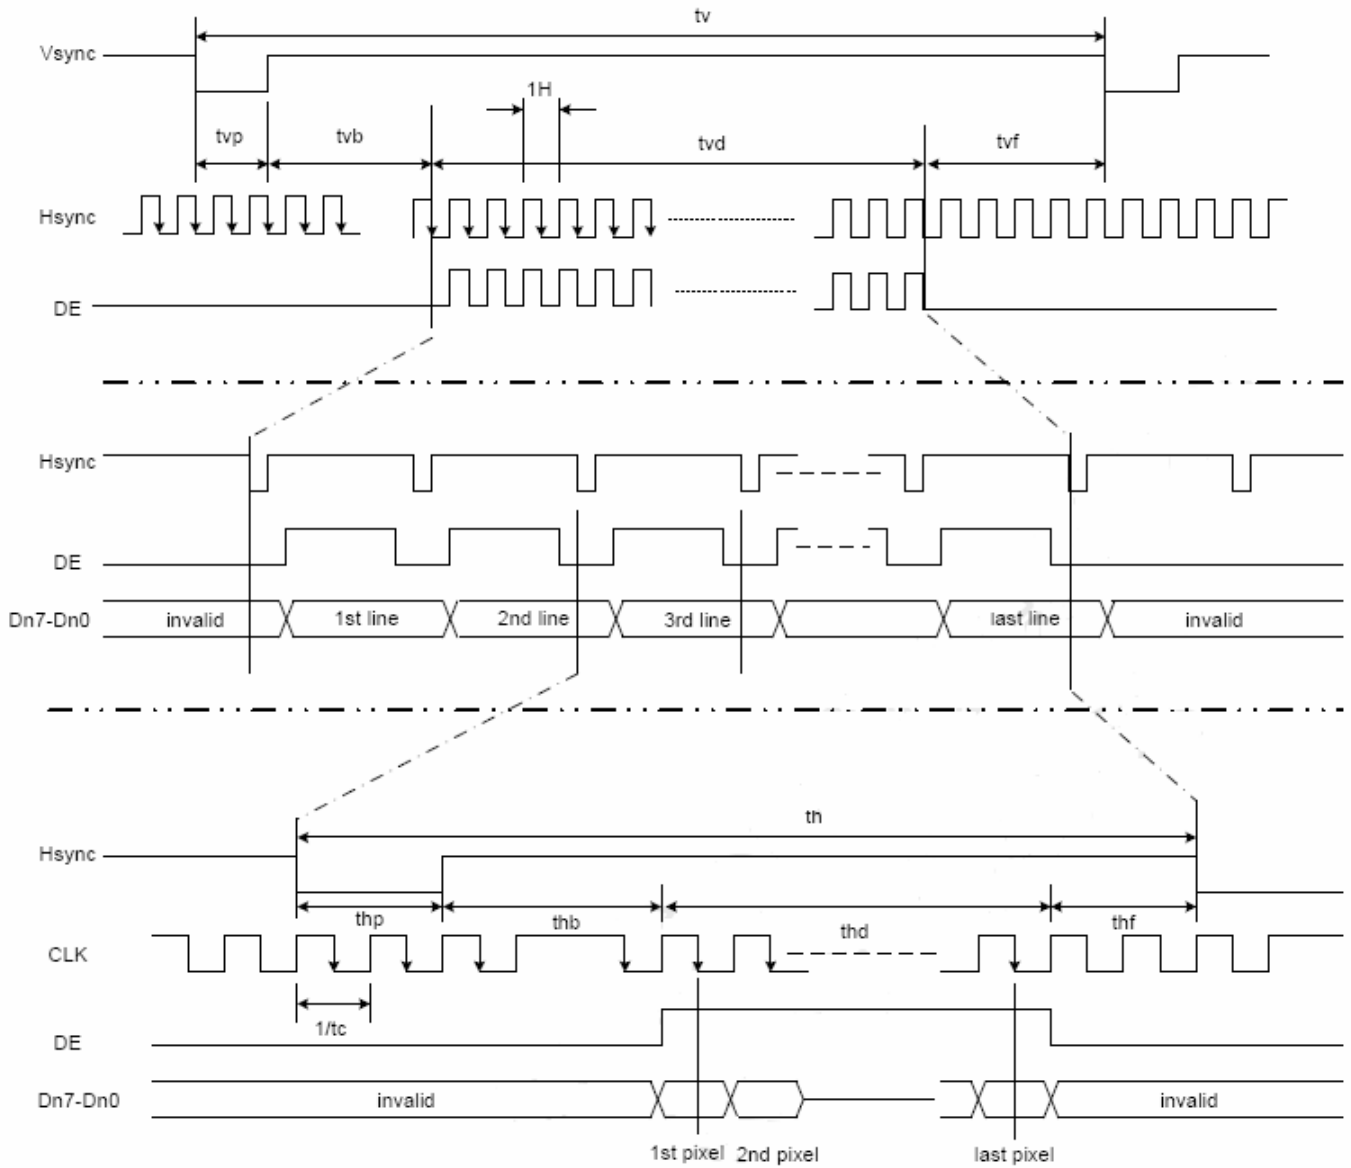 tv
Vsync
1H
tvp
tvb
tvd
tvf
Hsync
DE
Hsync
DE
Dn7-Dn0 invalid 1st line 2nd line 3rd line last line invalid
th
Hsync
thp
thb
thd
thf
CLK
1/tc
DE
Dn7-Dn0 invalid invalid
1st pixel 2nd pixel last pixel